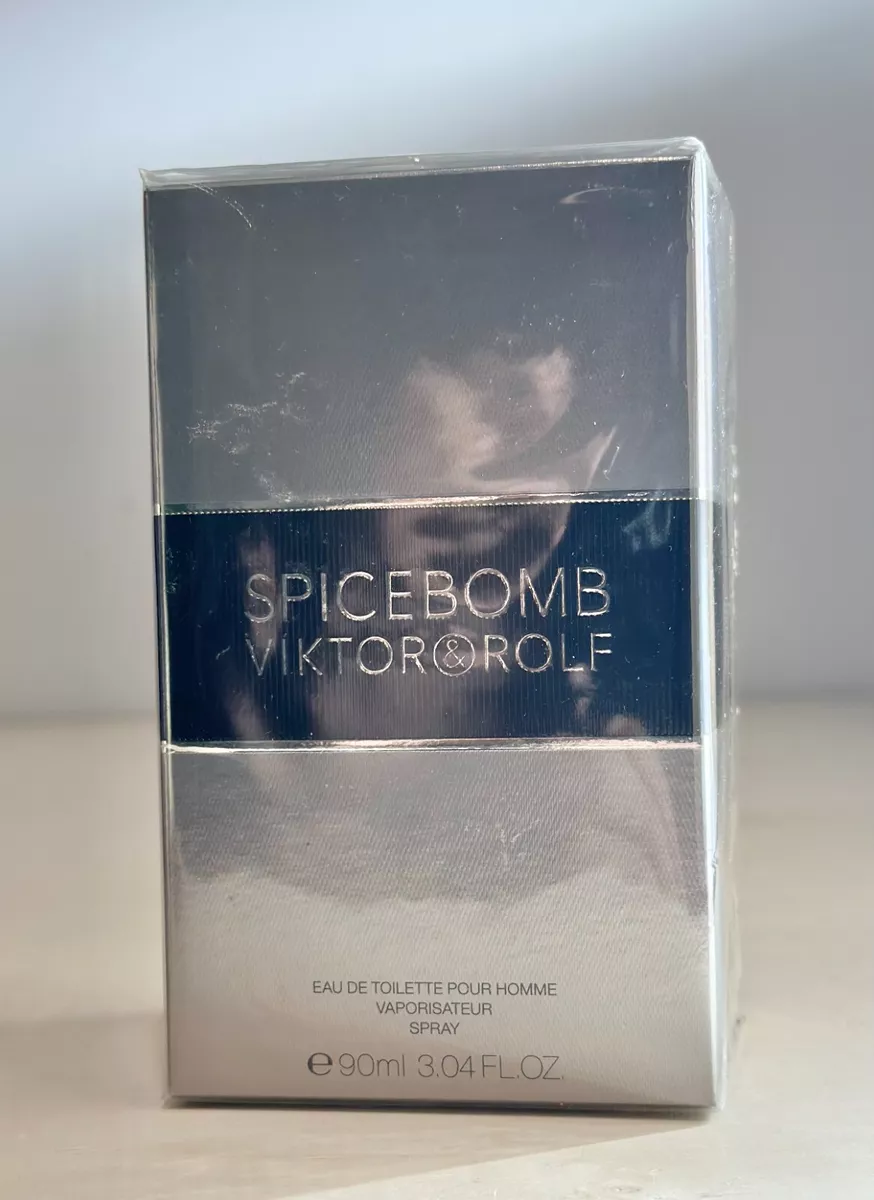 SPICEBOMB
VIKTOR&ROLF
EAU DE TOILETTE POUR HOMME
VAPORISATEUR
SPRAY
℮ 90ml 3.04 FL.OZ.